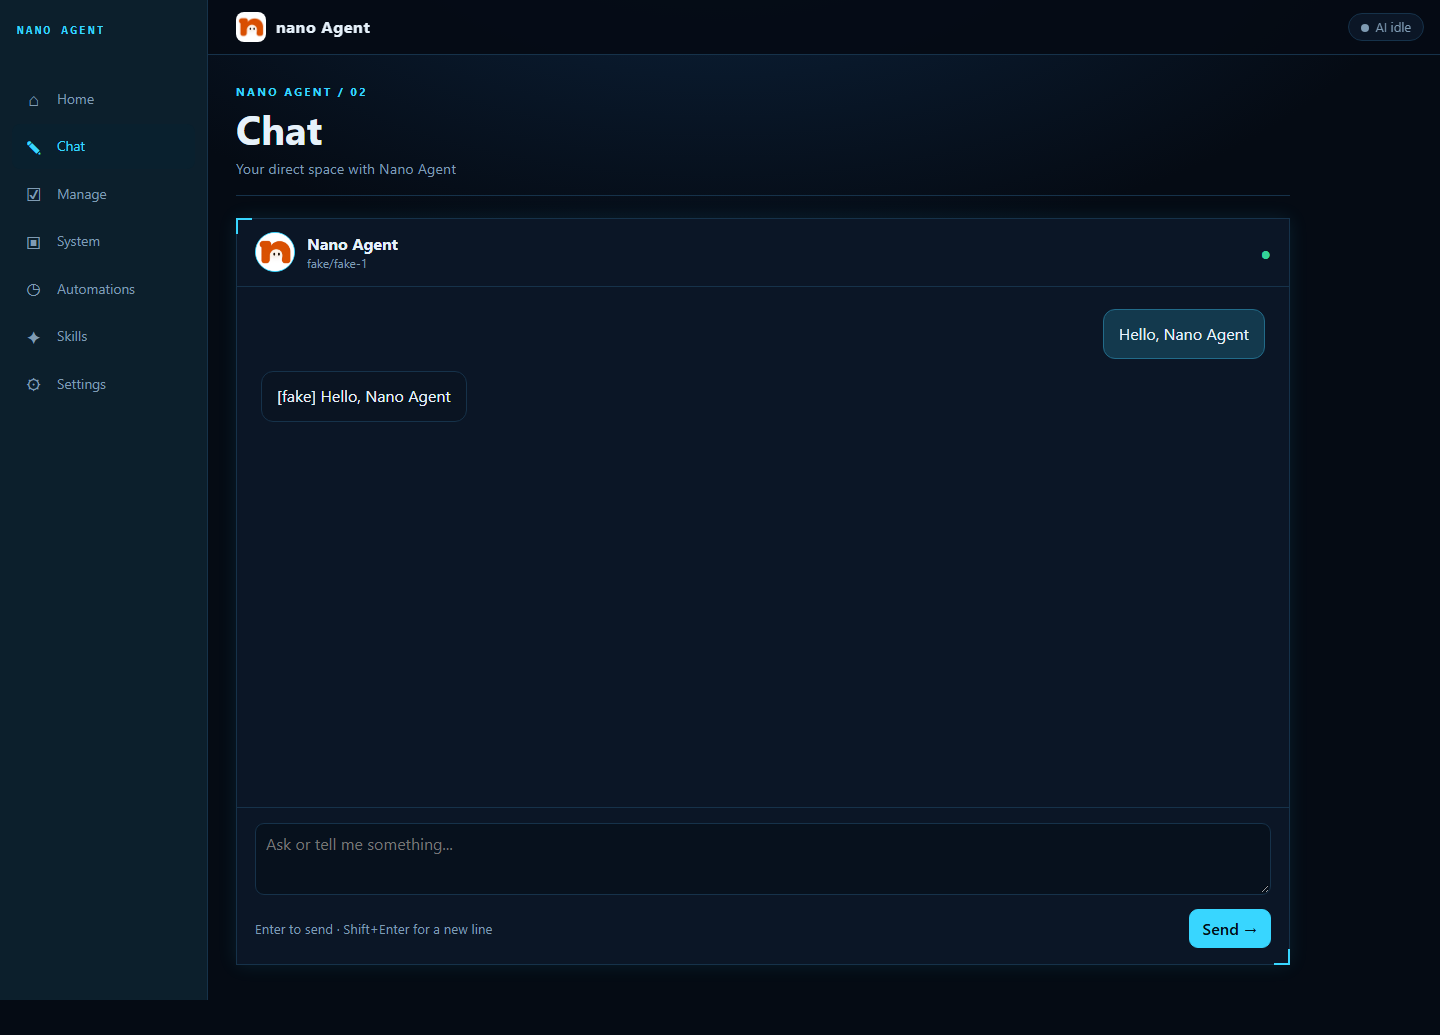 NANO AGENT
Home
Chat
Manage
System
Automations
Skills
Settings
nano Agent
AI idle
NANO AGENT / 02
Chat
Your direct space with Nano Agent
Nano Agent
fake/fake-1
Hello, Nano Agent
[fake] Hello, Nano Agent
Ask or tell me something...
Enter to send · Shift+Enter for a new line
Send →